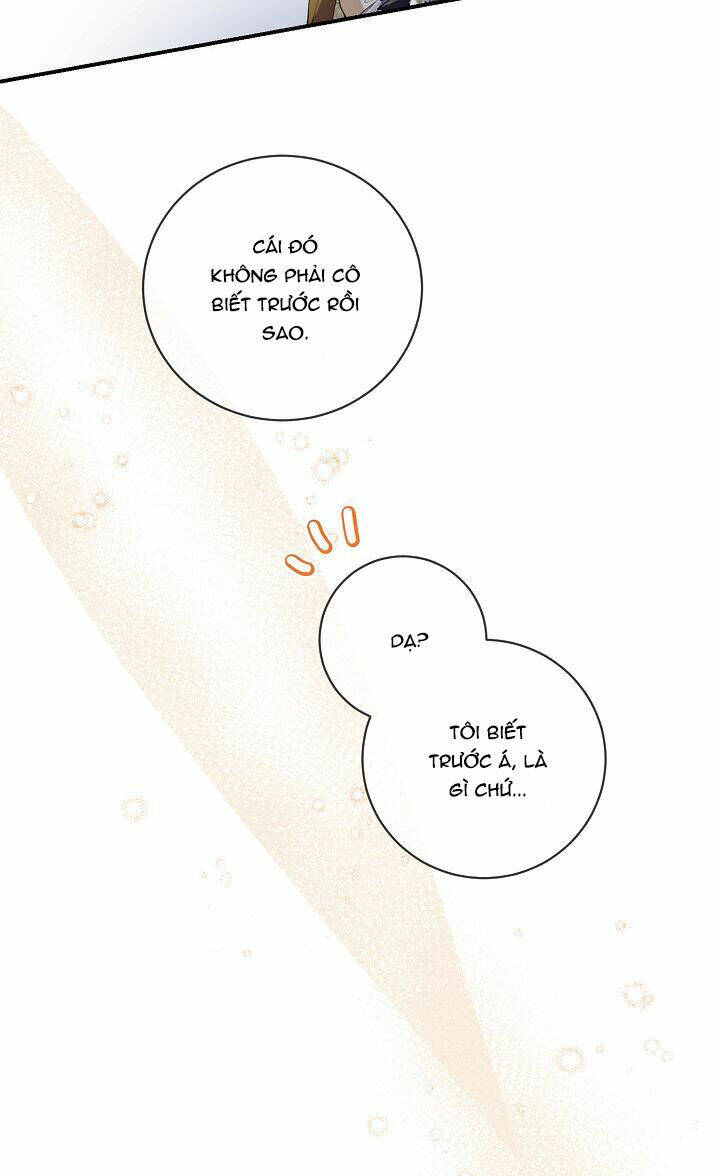 CÁI ĐÓ
KHÔNG PHẢI CÔ
BIẾT TRƯỚC RỒI
SAO.
DẠ?
TÔI BIẾT
TRƯỚC Á, LÀ
GÌ CHỨ...